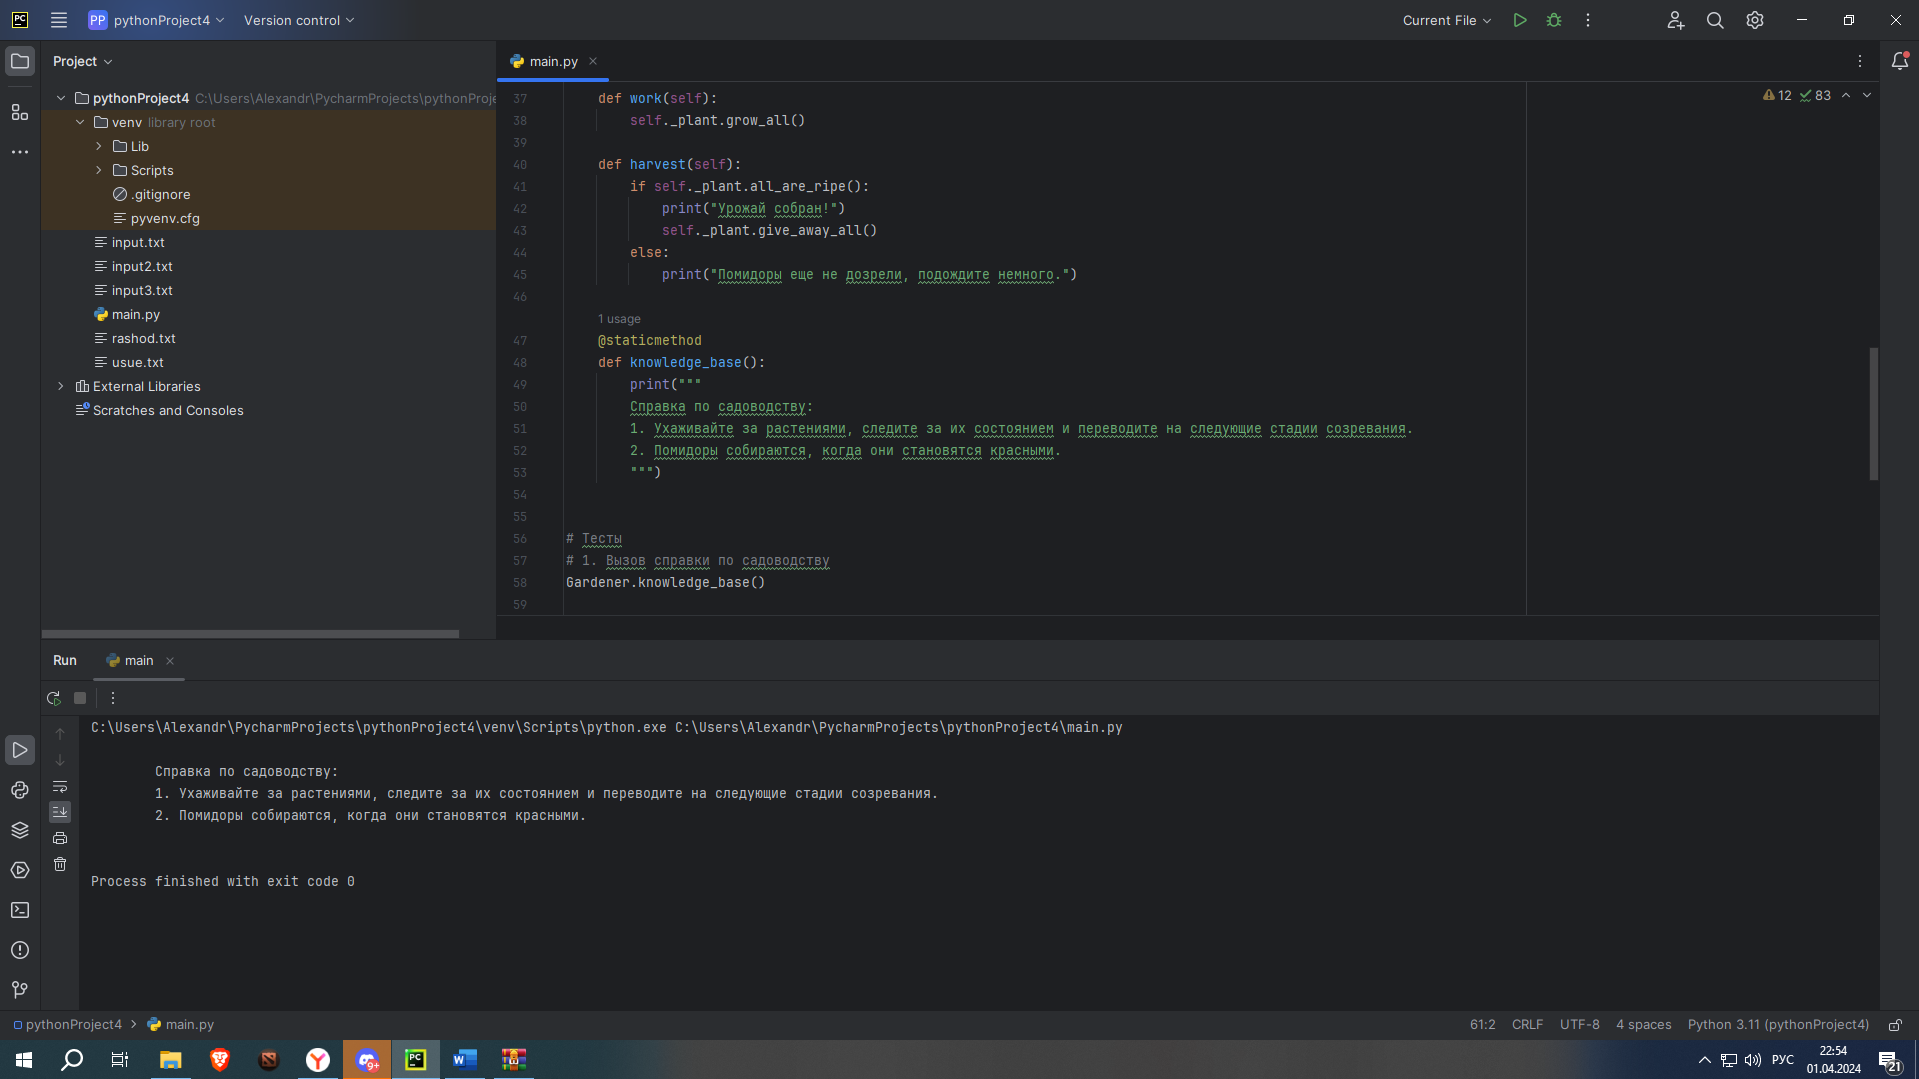 PC
PP pythonProject4 Version control Current File
Project main.py
pythonProject4 C:\Users\Alexandr\PycharmProjects\pythonProje
venv library root
Lib
Scripts
.gitignore
pyvenv.cfg
input.txt
input2.txt
input3.txt
main.py
rashod.txt
usue.txt
External Libraries
Scratches and Consoles
12 83
37 def work(self):
38 self._plant.grow_all()
39
40 def harvest(self):
41 if self._plant.all_are_ripe():
42 print("Урожай собран!")
43 self._plant.give_away_all()
44 else:
45 print("Помидоры еще не дозрели, подождите немного.")
46
1 usage
47 @staticmethod
48 def knowledge_base():
49 print("""
50 Справка по садоводству:
51 1. Ухаживайте за растениями, следите за их состоянием и переводите на следующие стадии созревания.
52 2. Помидоры собираются, когда они становятся красными.
53 """)
54
55
56 # Тесты
57 # 1. Вызов справки по садоводству
58 Gardener.knowledge_base()
59
Run main
C:\Users\Alexandr\PycharmProjects\pythonProject4\venv\Scripts\python.exe C:\Users\Alexandr\PycharmProjects\pythonProject4\main.py
Справка по садоводству:
1. Ухаживайте за растениями, следите за их состоянием и переводите на следующие стадии созревания.
2. Помидоры собираются, когда они становятся красными.
Process finished with exit code 0
pythonProject4 main.py 61:2 CRLF UTF-8 4 spaces Python 3.11 (pythonProject4)
9+ PC W РУС 22:54
01.04.2024 21